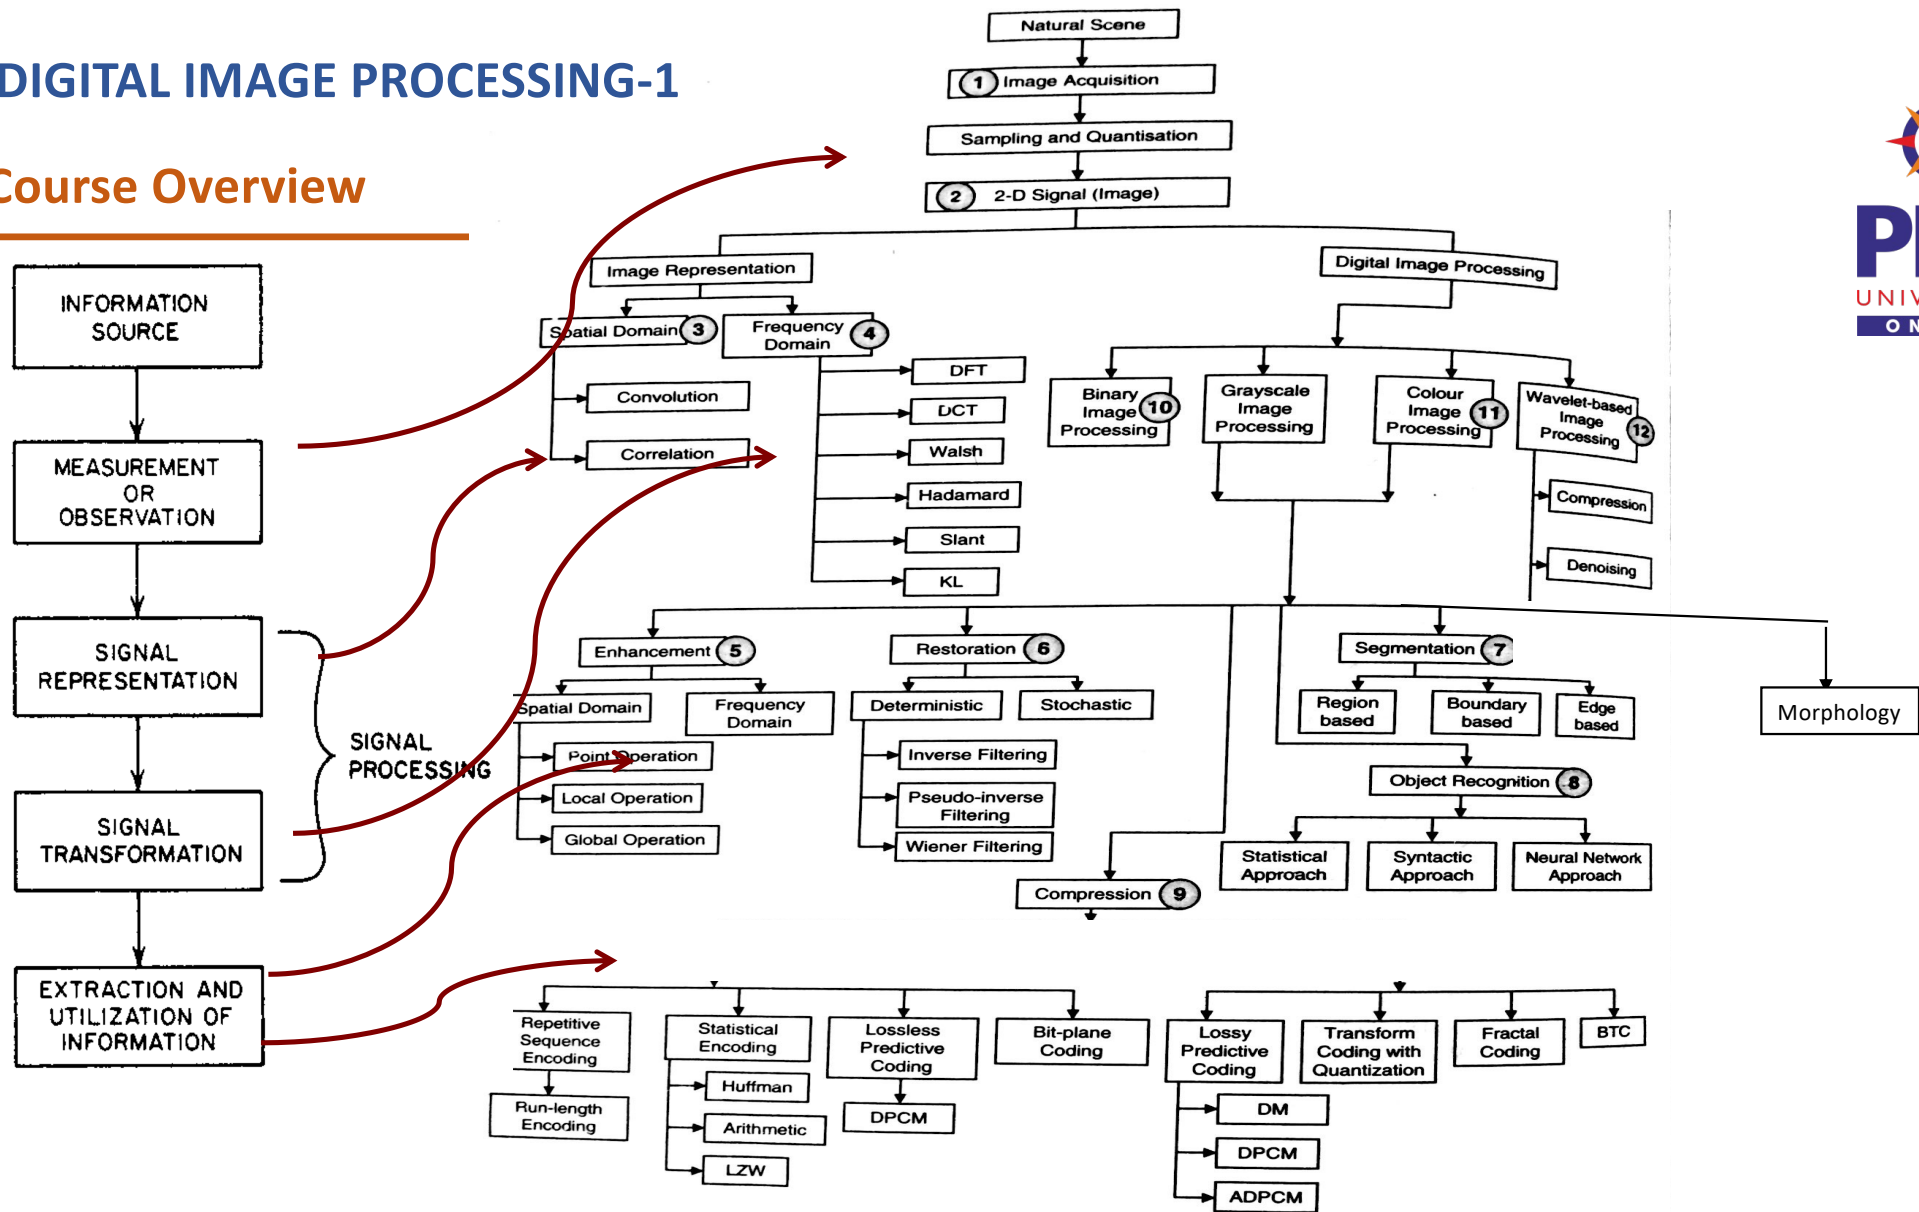 DIGITAL IMAGE PROCESSING-1
Course Overview
INFORMATION
SOURCE
MEASUREMENT
OR
OBSERVATION
SIGNAL
REPRESENTATION
SIGNAL
TRANSFORMATION
SIGNAL
PROCESSING
EXTRACTION AND
UTILIZATION OF
INFORMATION
Natural Scene
1 Image Acquisition
Sampling and Quantisation
2 2-D Signal (Image)
Image Representation
Digital Image Processing
Spatial Domain 3
Frequency
Domain 4
Convolution
Correlation
DFT
DCT
Walsh
Hadamard
Slant
KL
Binary
Image
Processing
10
Grayscale
Image
Processing
Colour
Image
Processing
11
Wavelet-based
Image
Processing
12
Compression
Denoising
Enhancement 5
Spatial Domain
Frequency
Domain
Point Operation
Local Operation
Global Operation
Restoration 6
Deterministic
Stochastic
Inverse Filtering
Pseudo-inverse
Filtering
Wiener Filtering
Segmentation 7
Region
based
Boundary
based
Edge
based
Morphology
Object Recognition 8
Statistical
Approach
Syntactic
Approach
Neural Network
Approach
Compression 9
Repetitive
Sequence
Encoding
Run-length
Encoding
Statistical
Encoding
Huffman
Arithmetic
LZW
Lossless
Predictive
Coding
DPCM
Bit-plane
Coding
Lossy
Predictive
Coding
DM
DPCM
ADPCM
Transform
Coding with
Quantization
Fractal
Coding
BTC